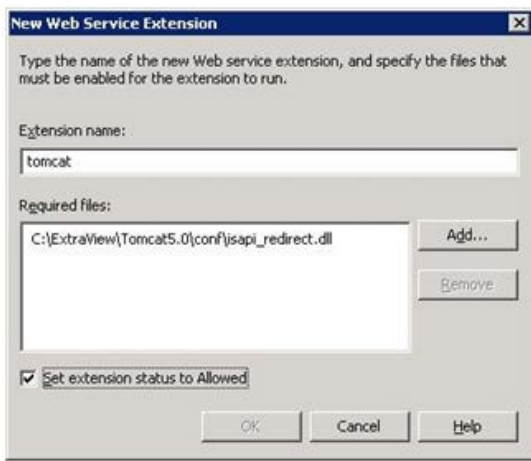 New Web Service Extension
Type the name of the new Web service extension, and specify the files that
must be enabled for the extension to run.
Extension name:
tomcat
Required files:
C:\ExtraView\Tomcat5.0\conf\isapi_redirect.dll
Add...
Remove
Set extension status to Allowed
OK
Cancel
Help